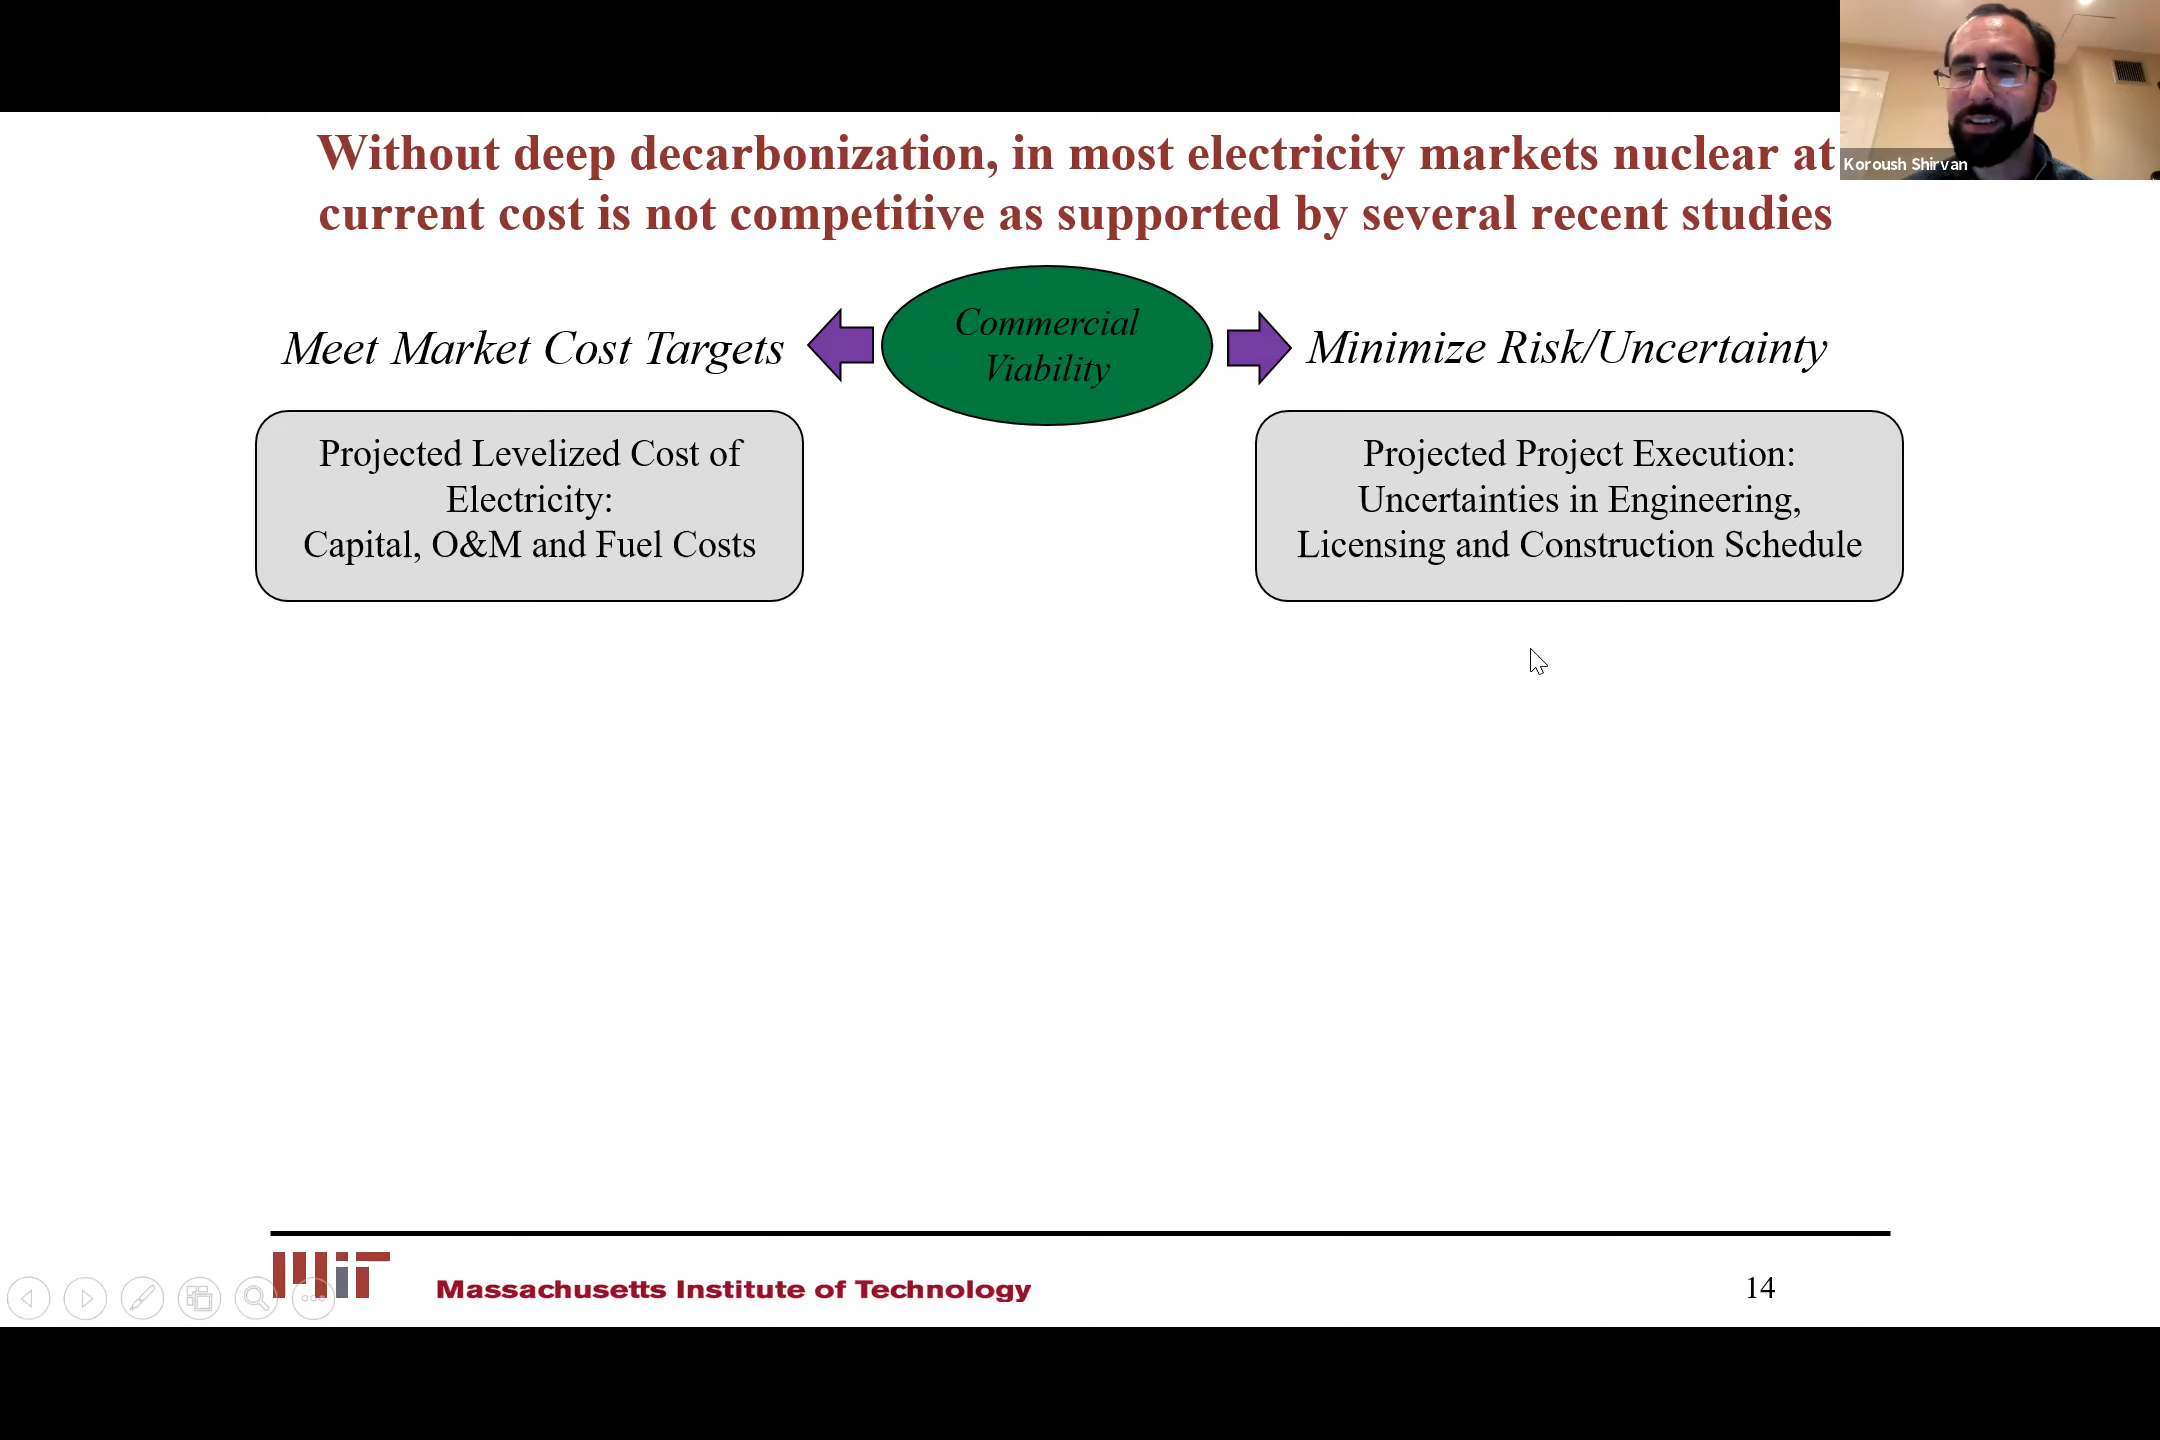 Koroush Shirvan
Without deep decarbonization, in most electricity markets nuclear at
current cost is not competitive as supported by several recent studies
Commercial
Viability
Meet Market Cost Targets
Minimize Risk/Uncertainty
Projected Levelized Cost of
Electricity:
Capital, O&M and Fuel Costs
Projected Project Execution:
Uncertainties in Engineering,
Licensing and Construction Schedule
MIT
Massachusetts Institute of Technology
14